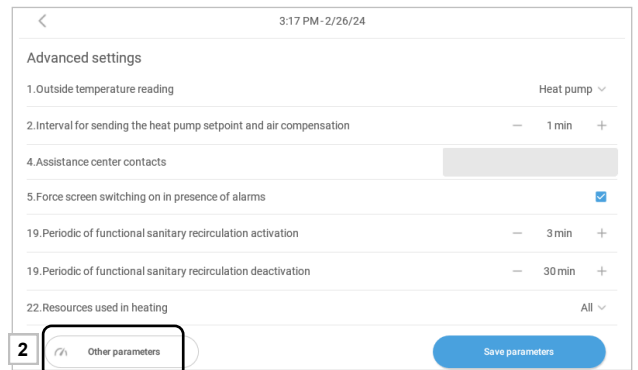 3:17 PM - 2/26/24
Advanced settings
1.Outside temperature reading Heat pump
2.Interval for sending the heat pump setpoint and air compensation — 1 min +
4.Assistance center contacts
5.Force screen switching on in presence of alarms
19.Periodic of functional sanitary recirculation activation — 3 min +
19.Periodic of functional sanitary recirculation deactivation — 30 min +
22.Resources used in heating All
2 Other parameters Save parameters